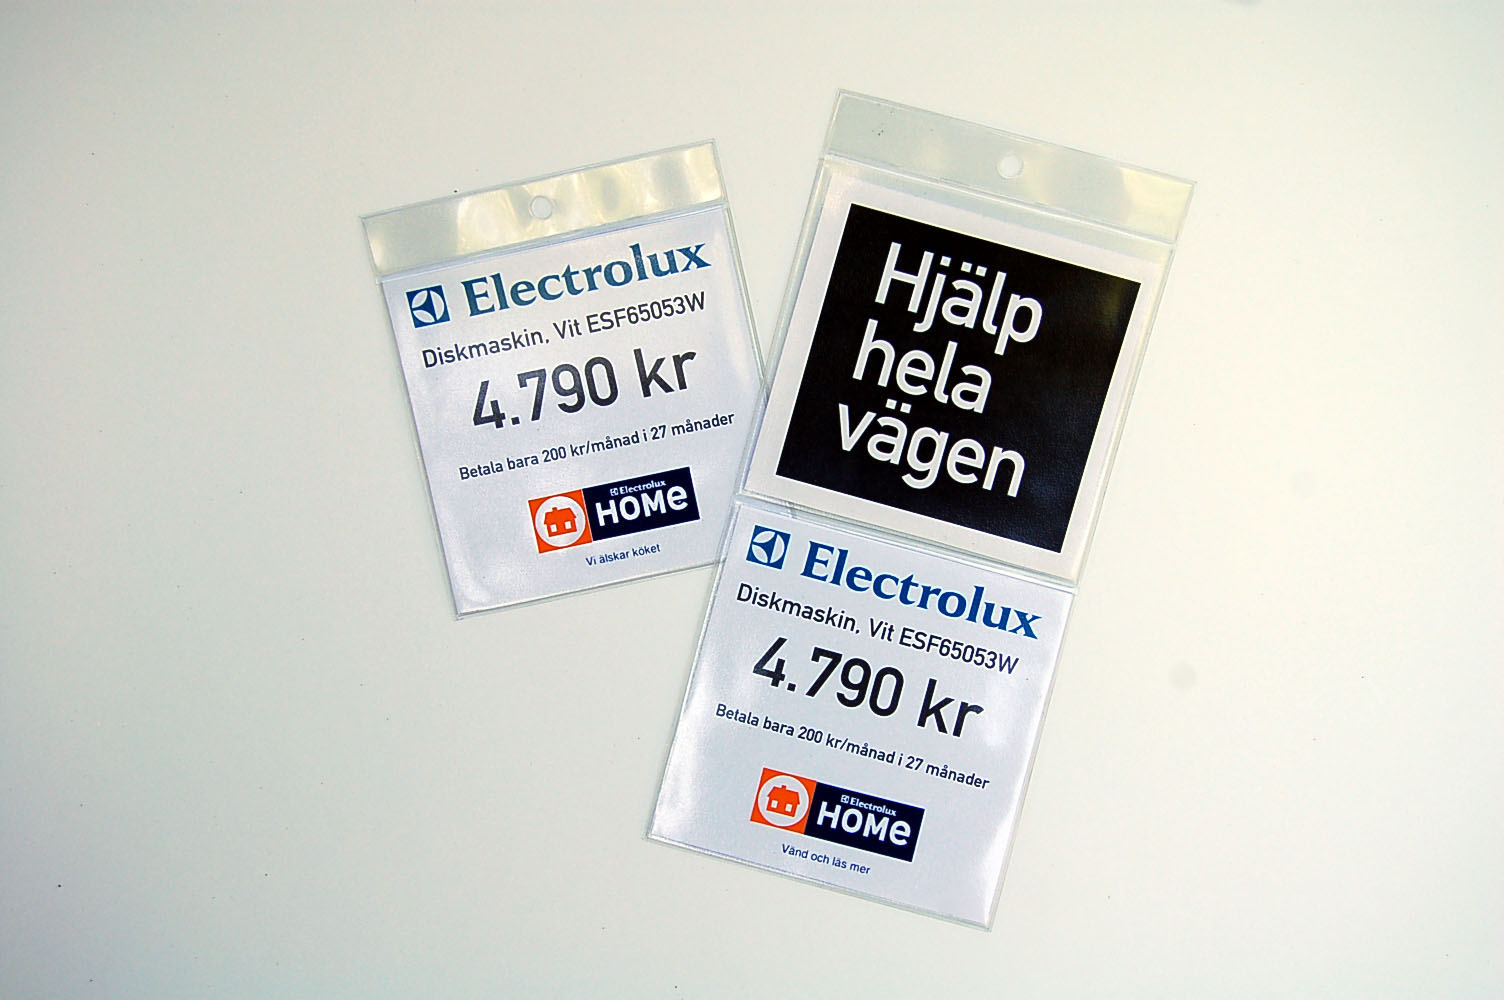 Electrolux
Diskmaskin, Vit ESF65053W
4.790 kr
Betala bara 200 kr/månad i 27 månader
Electrolux
HOMe
Vi älskar köket
Hjälp
hela
vägen
Electrolux
Diskmaskin, Vit ESF65053W
4.790 kr
Betala bara 200 kr/månad i 27 månader
Electrolux
HOMe
Vänd och läs mer